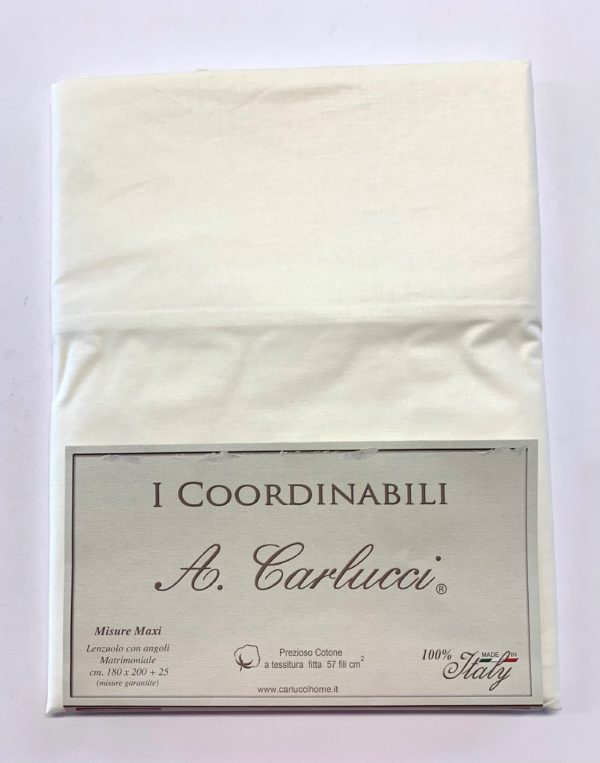 I COORDINABILI
A. Carlucci®
Misure Maxi
Lenzuolo con angoli
Matrimoniale
cm. 180 x 200 + 25
(misure garantite)
Prezioso Cotone
a tessitura fitta 57 fili cm²
www.carluccihome.it
100% MADE IN
Italy